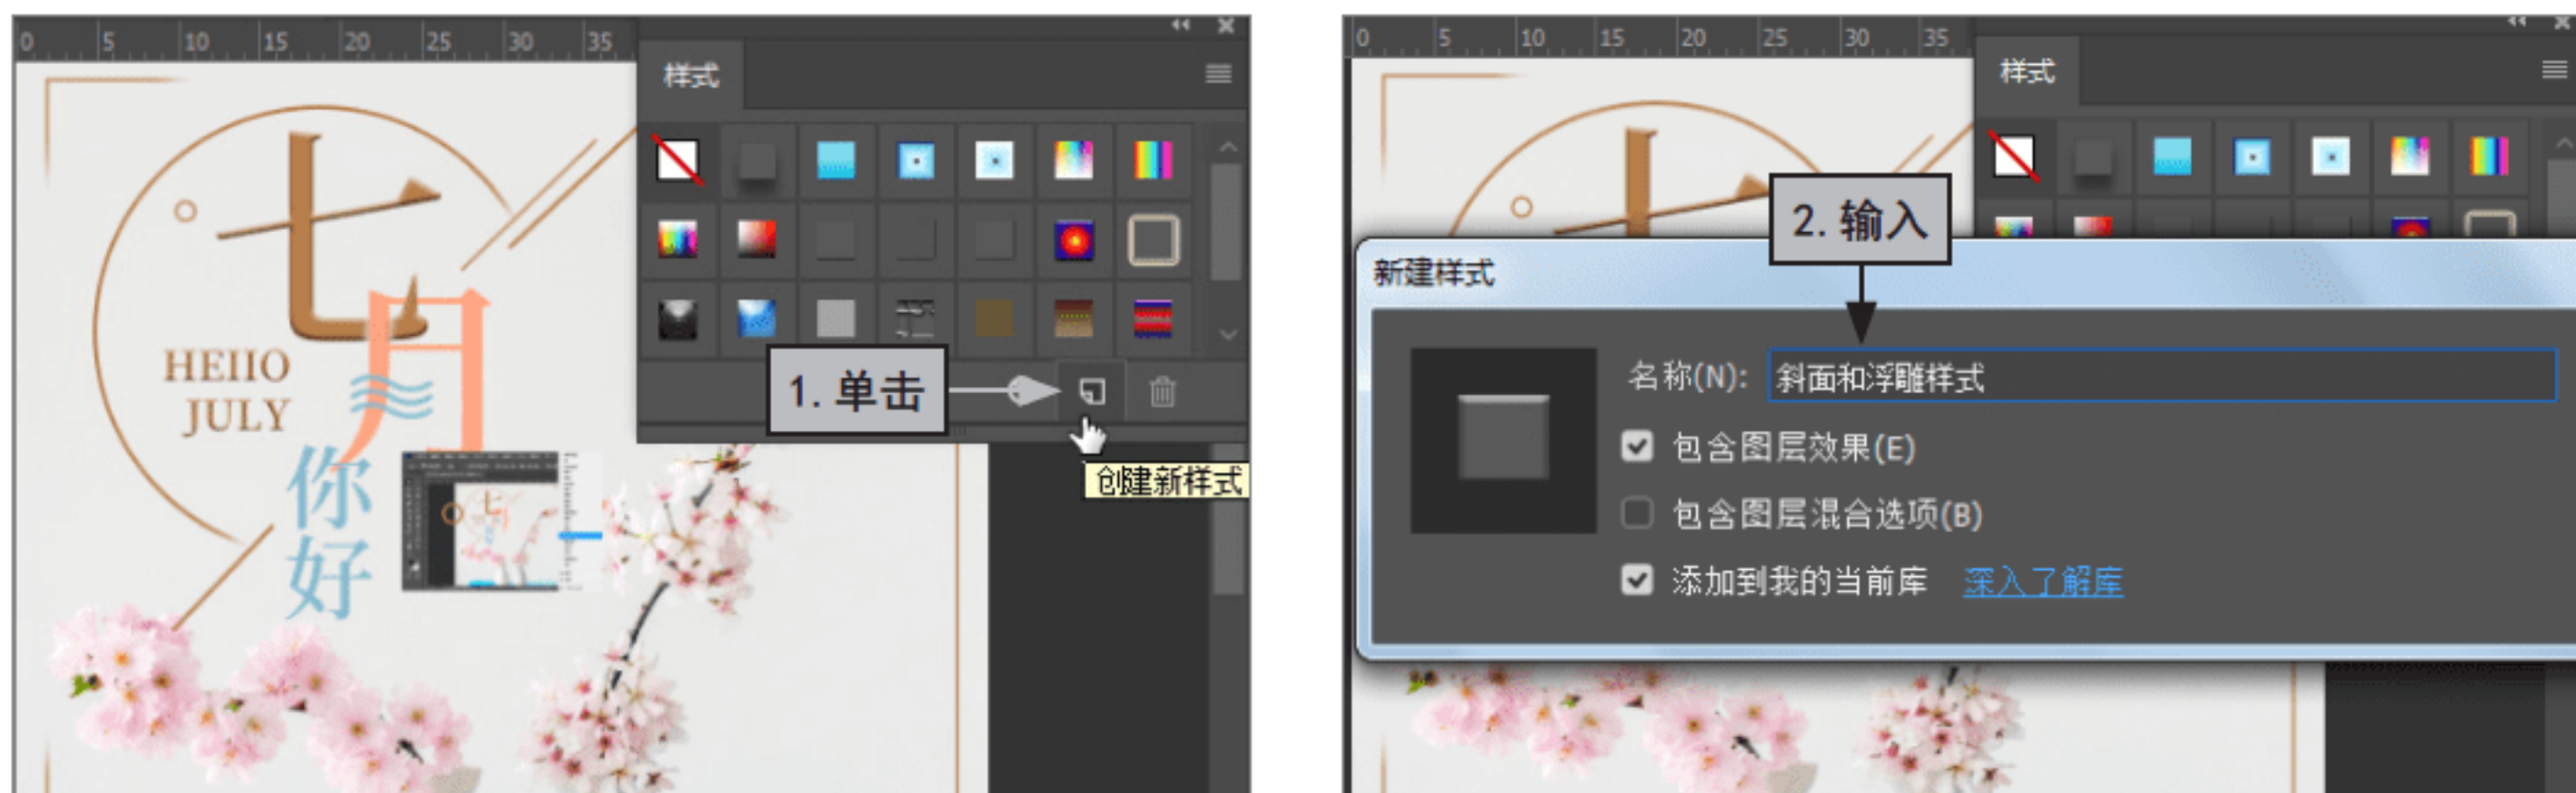 0 5 10 15 20 25 30 35
样式
七
月
HEIIO
JULY
你
好
1. 单击
创建新样式
0 5 10 15 20 25 30 35
样式
2. 输入
新建样式
名称(N): 斜面和浮雕样式
包含图层效果(E)
包含图层混合选项(B)
添加到我的当前库 深入了解库